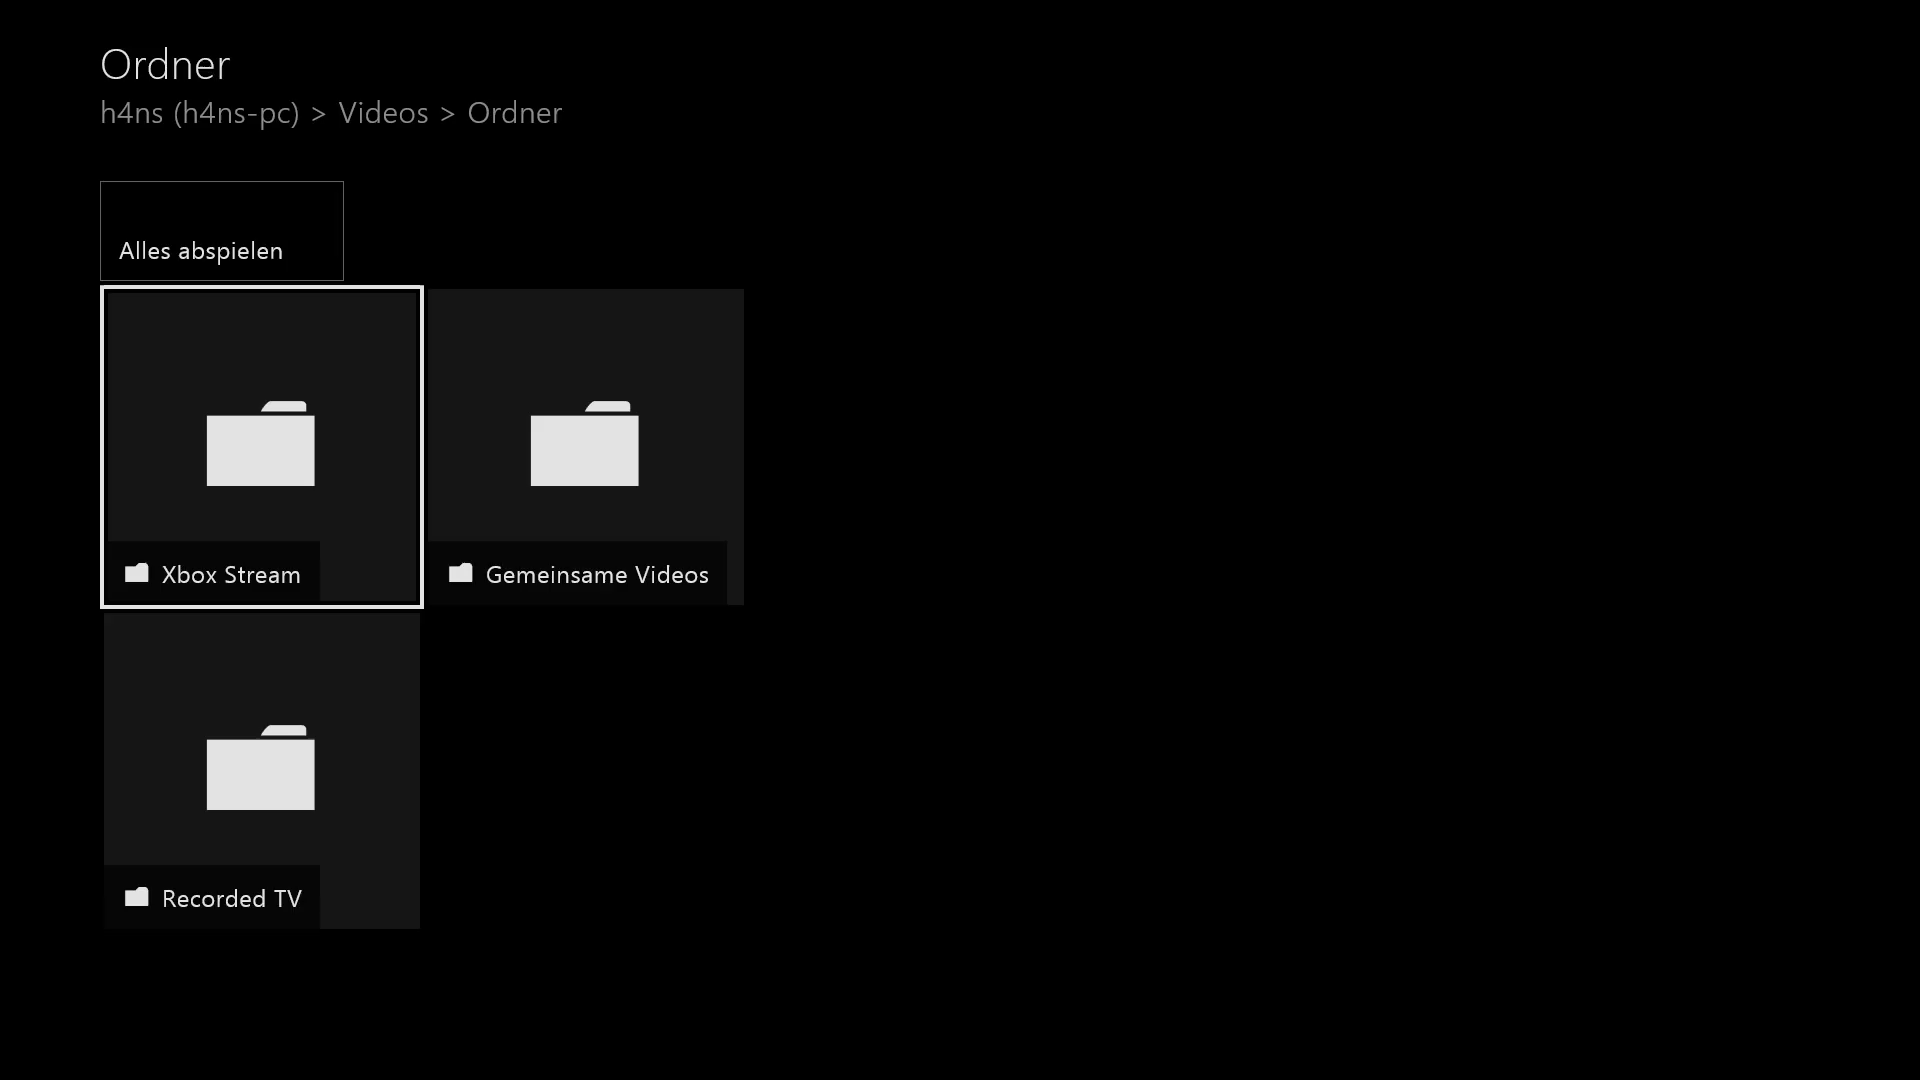 Ordner
h4ns (h4ns-pc) > Videos > Ordner
Alles abspielen
Xbox Stream
Gemeinsame Videos
Recorded TV